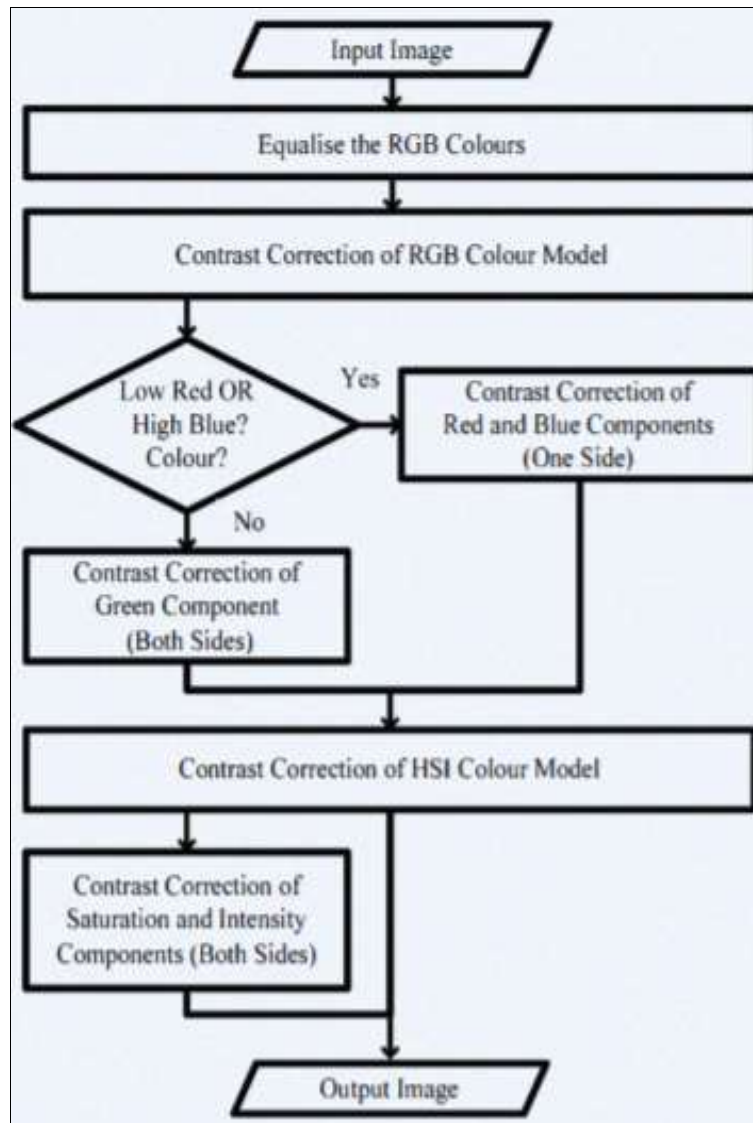 Input Image
Equalise the RGB Colours
Contrast Correction of RGB Colour Model
Low Red OR
High Blue?
Colour?
Yes
Contrast Correction of
Red and Blue Components
(One Side)
No
Contrast Correction of
Green Component
(Both Sides)
Contrast Correction of HSI Colour Model
Contrast Correction of
Saturation and Intensity
Components (Both Sides)
Output Image